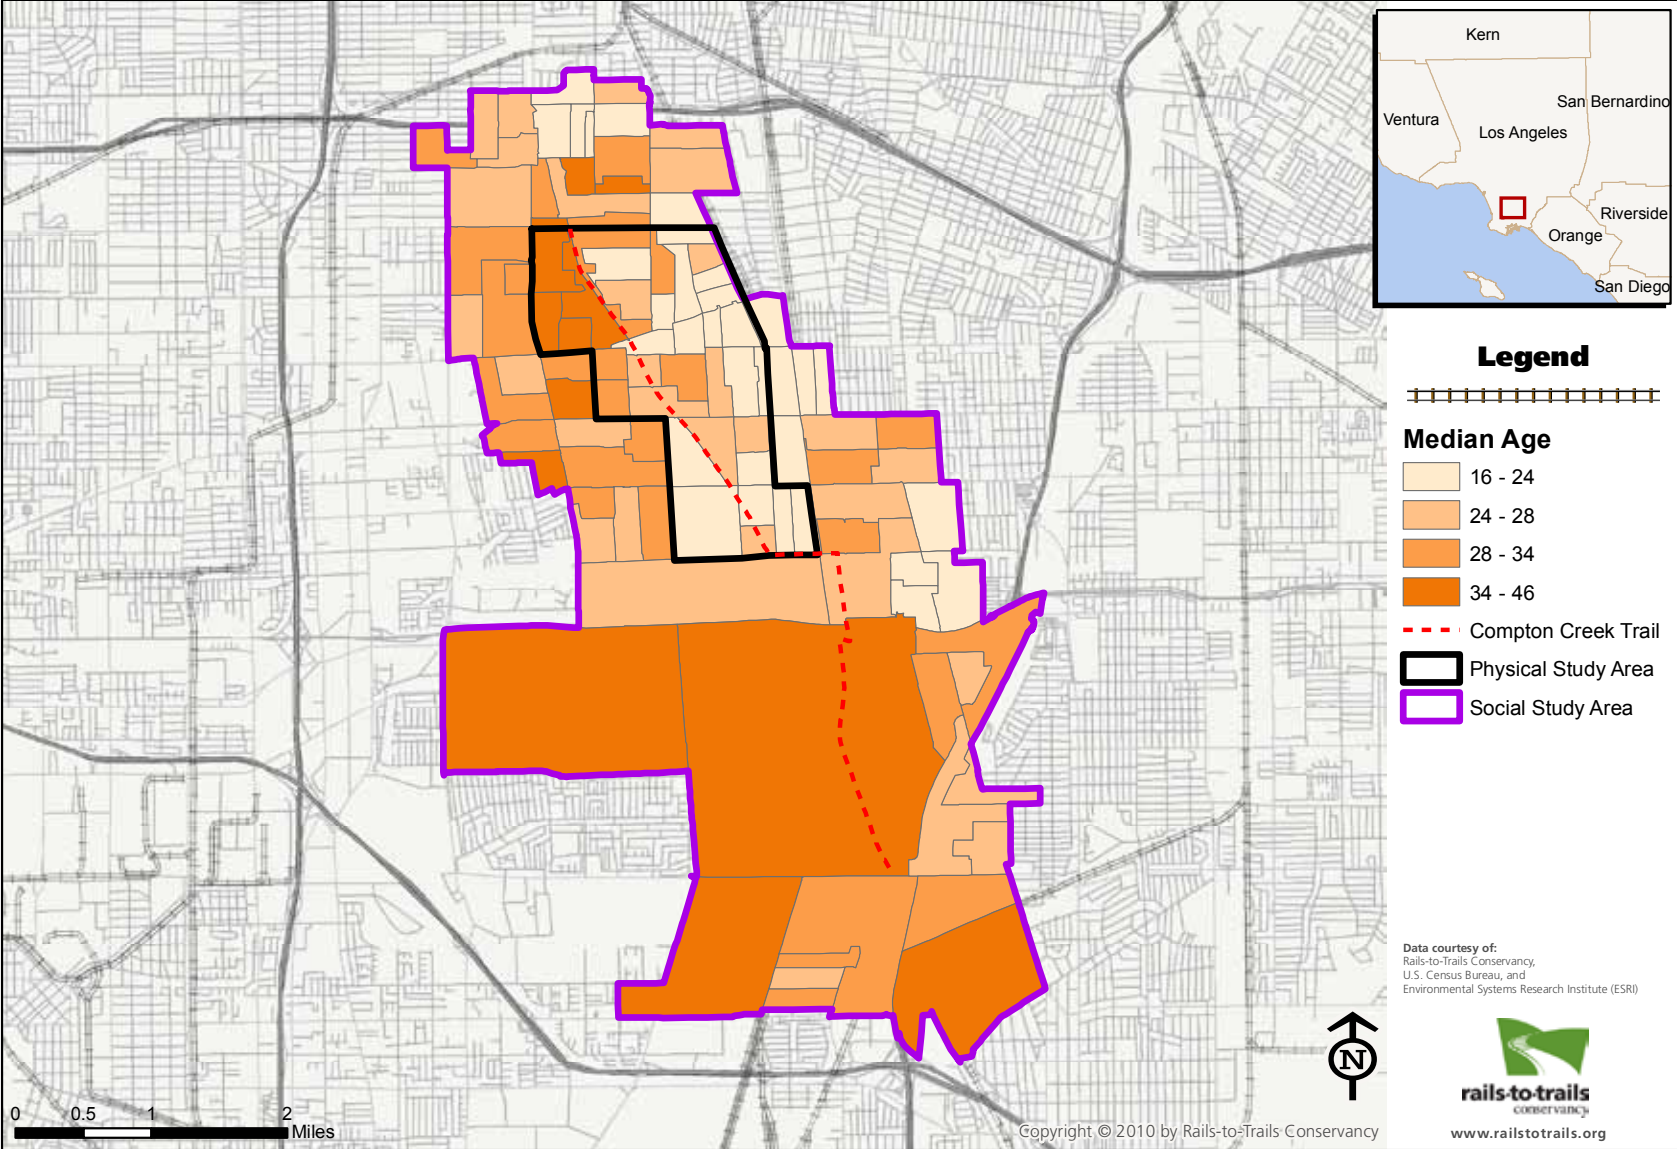 Kern
San Bernardino
Ventura
Los Angeles
Riverside
Orange
San Diego
Legend
Median Age
16 - 24
24 - 28
28 - 34
34 - 46
Compton Creek Trail
Physical Study Area
Social Study Area
Data courtesy of:
Rails-to-Trails Conservancy,
U.S. Census Bureau, and
Environmental Systems Research Institute (ESRI)
N
rails-to-trails
conservancy
www.railstotrails.org
0 0.5 1 2
Miles
Copyright © 2010 by Rails-to-Trails Conservancy